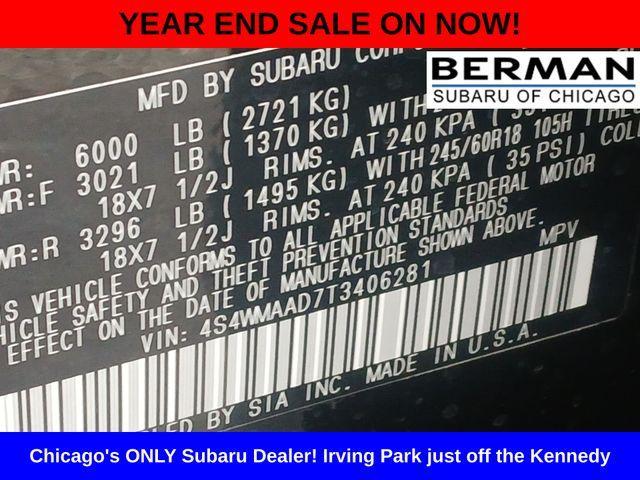 YEAR END SALE ON NOW!
BERMAN
SUBARU OF CHICAGO
MFD BY SUBARU
6000 LB ( 2721 KG)
WR:F 3021 LB ( 1370 KG) WITH
18X7 1/2J RIMS. AT 240 KPA
WR:R 3296 LB ( 1495 KG) WITH 245/60R18 105H
18X7 1/2J RIMS. AT 240 KPA ( 35 PSI)
VEHICLE CONFORMS TO ALL APPLICABLE FEDERAL MOTOR
SAFETY AND THEFT PREVENTION STANDARDS
EFFECT ON THE DATE OF MANUFACTURE SHOWN ABOVE.
VIN: 4S4WMAAD7T3406281 MPV
BY SIA INC. MADE IN U.S.A.
Chicago's ONLY Subaru Dealer! Irving Park just off the Kennedy